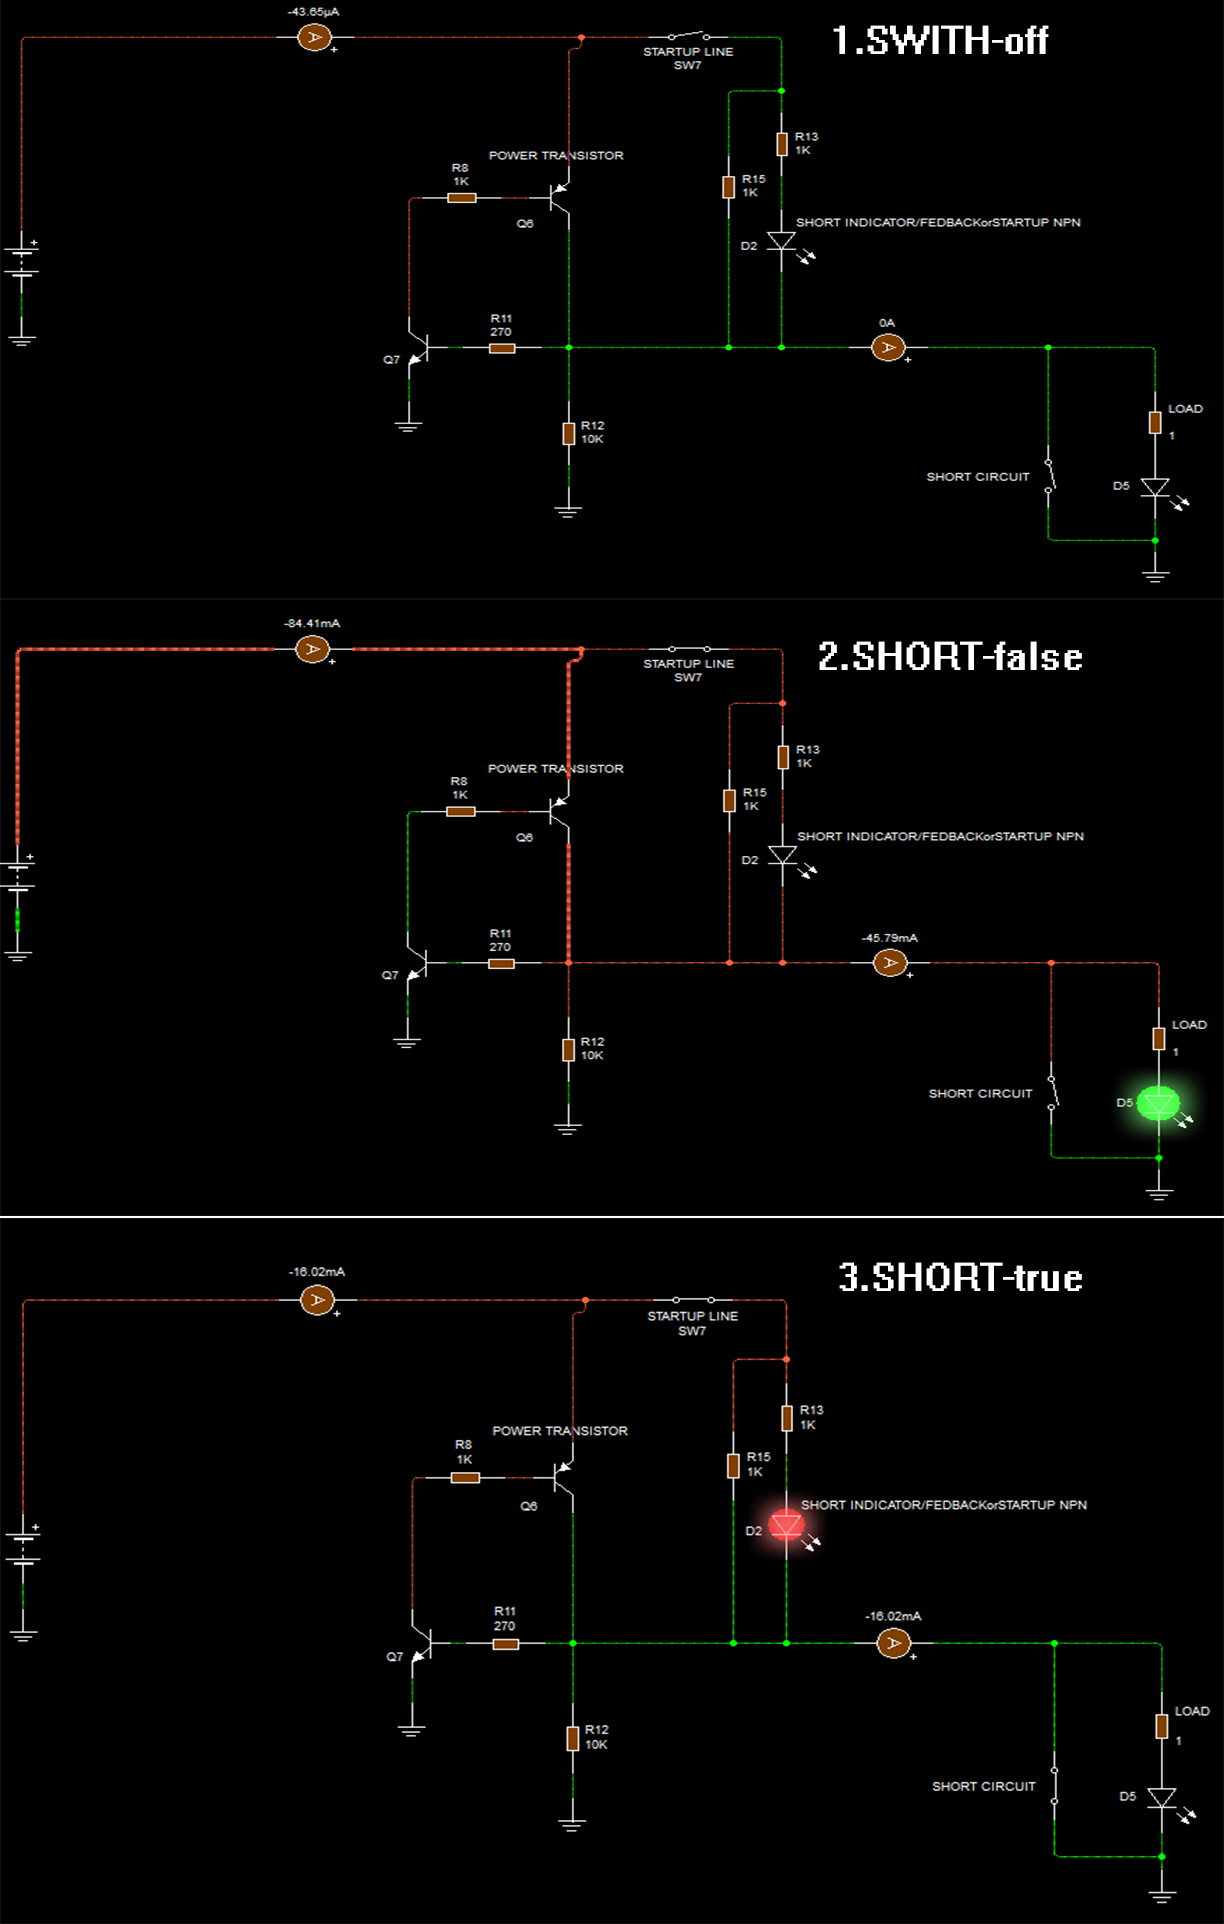 -43.65µA
A
+
1.SWITH-off
STARTUP LINE
SW7
R13
1K
POWER TRANSISTOR
R8
1K
R15
1K
Q6
SHORT INDICATOR/FEDBACKorSTARTUP NPN
D2
+
R11
270
0A
A
+
Q7
LOAD
1
R12
10K
SHORT CIRCUIT
D5
-84.41mA
A
+
2.SHORT-false
STARTUP LINE
SW7
R13
1K
POWER TRANSISTOR
R8
1K
R15
1K
Q6
SHORT INDICATOR/FEDBACKorSTARTUP NPN
D2
+
R11
270
-45.79mA
A
+
Q7
LOAD
1
R12
10K
SHORT CIRCUIT
D5
-16.02mA
A
+
3.SHORT-true
STARTUP LINE
SW7
R13
1K
POWER TRANSISTOR
R8
1K
R15
1K
Q6
SHORT INDICATOR/FEDBACKorSTARTUP NPN
D2
+
R11
270
-16.02mA
A
+
Q7
LOAD
1
R12
10K
SHORT CIRCUIT
D5